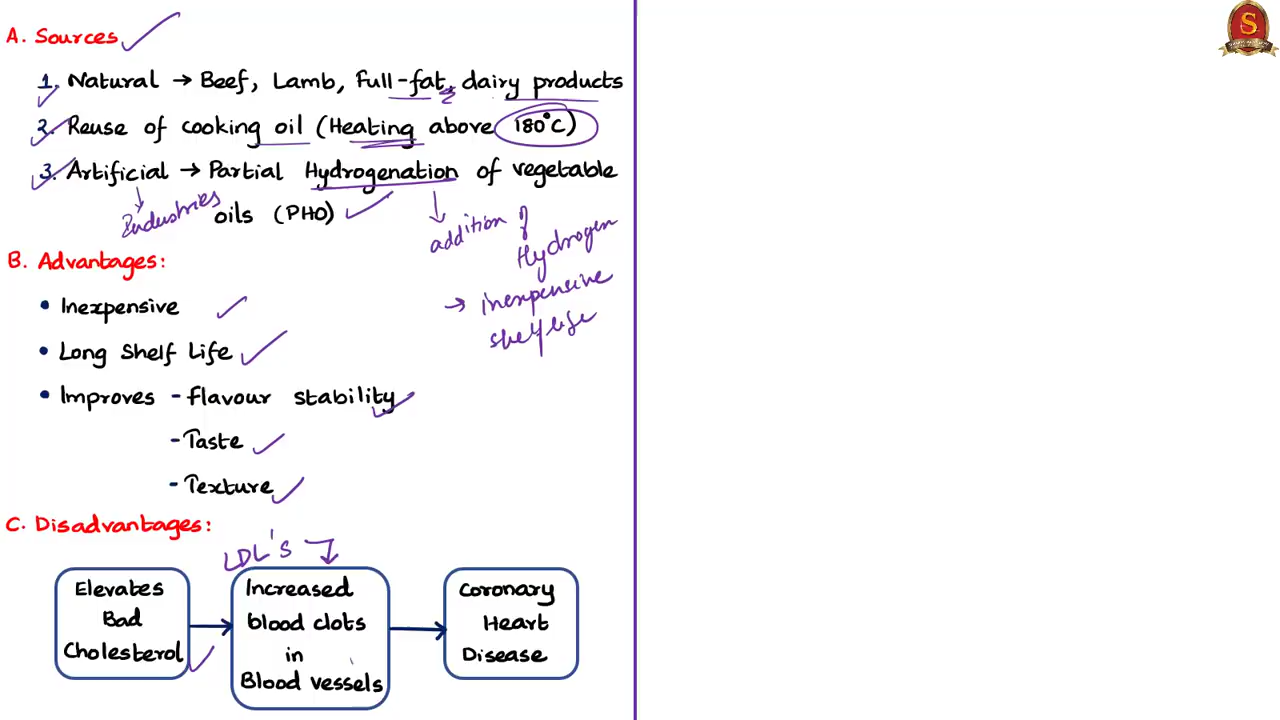 A. Sources
1. Natural → Beef, Lamb, Full-fat, dairy products
2. Reuse of cooking oil (Heating above 180°C)
3. Artificial → Partial Hydrogenation of vegetable
Industries
oils (PHO)
addition of
Hydrogen
→ inexpensive
shelf life
B. Advantages:
• Inexpensive
• Long Shelf Life
• Improves - flavour stability
- Taste
- Texture
C. Disadvantages:
LDL's
Elevates
Bad
Cholesterol
Increased
blood clots
in
Blood vessels
Coronary
Heart
Disease
S